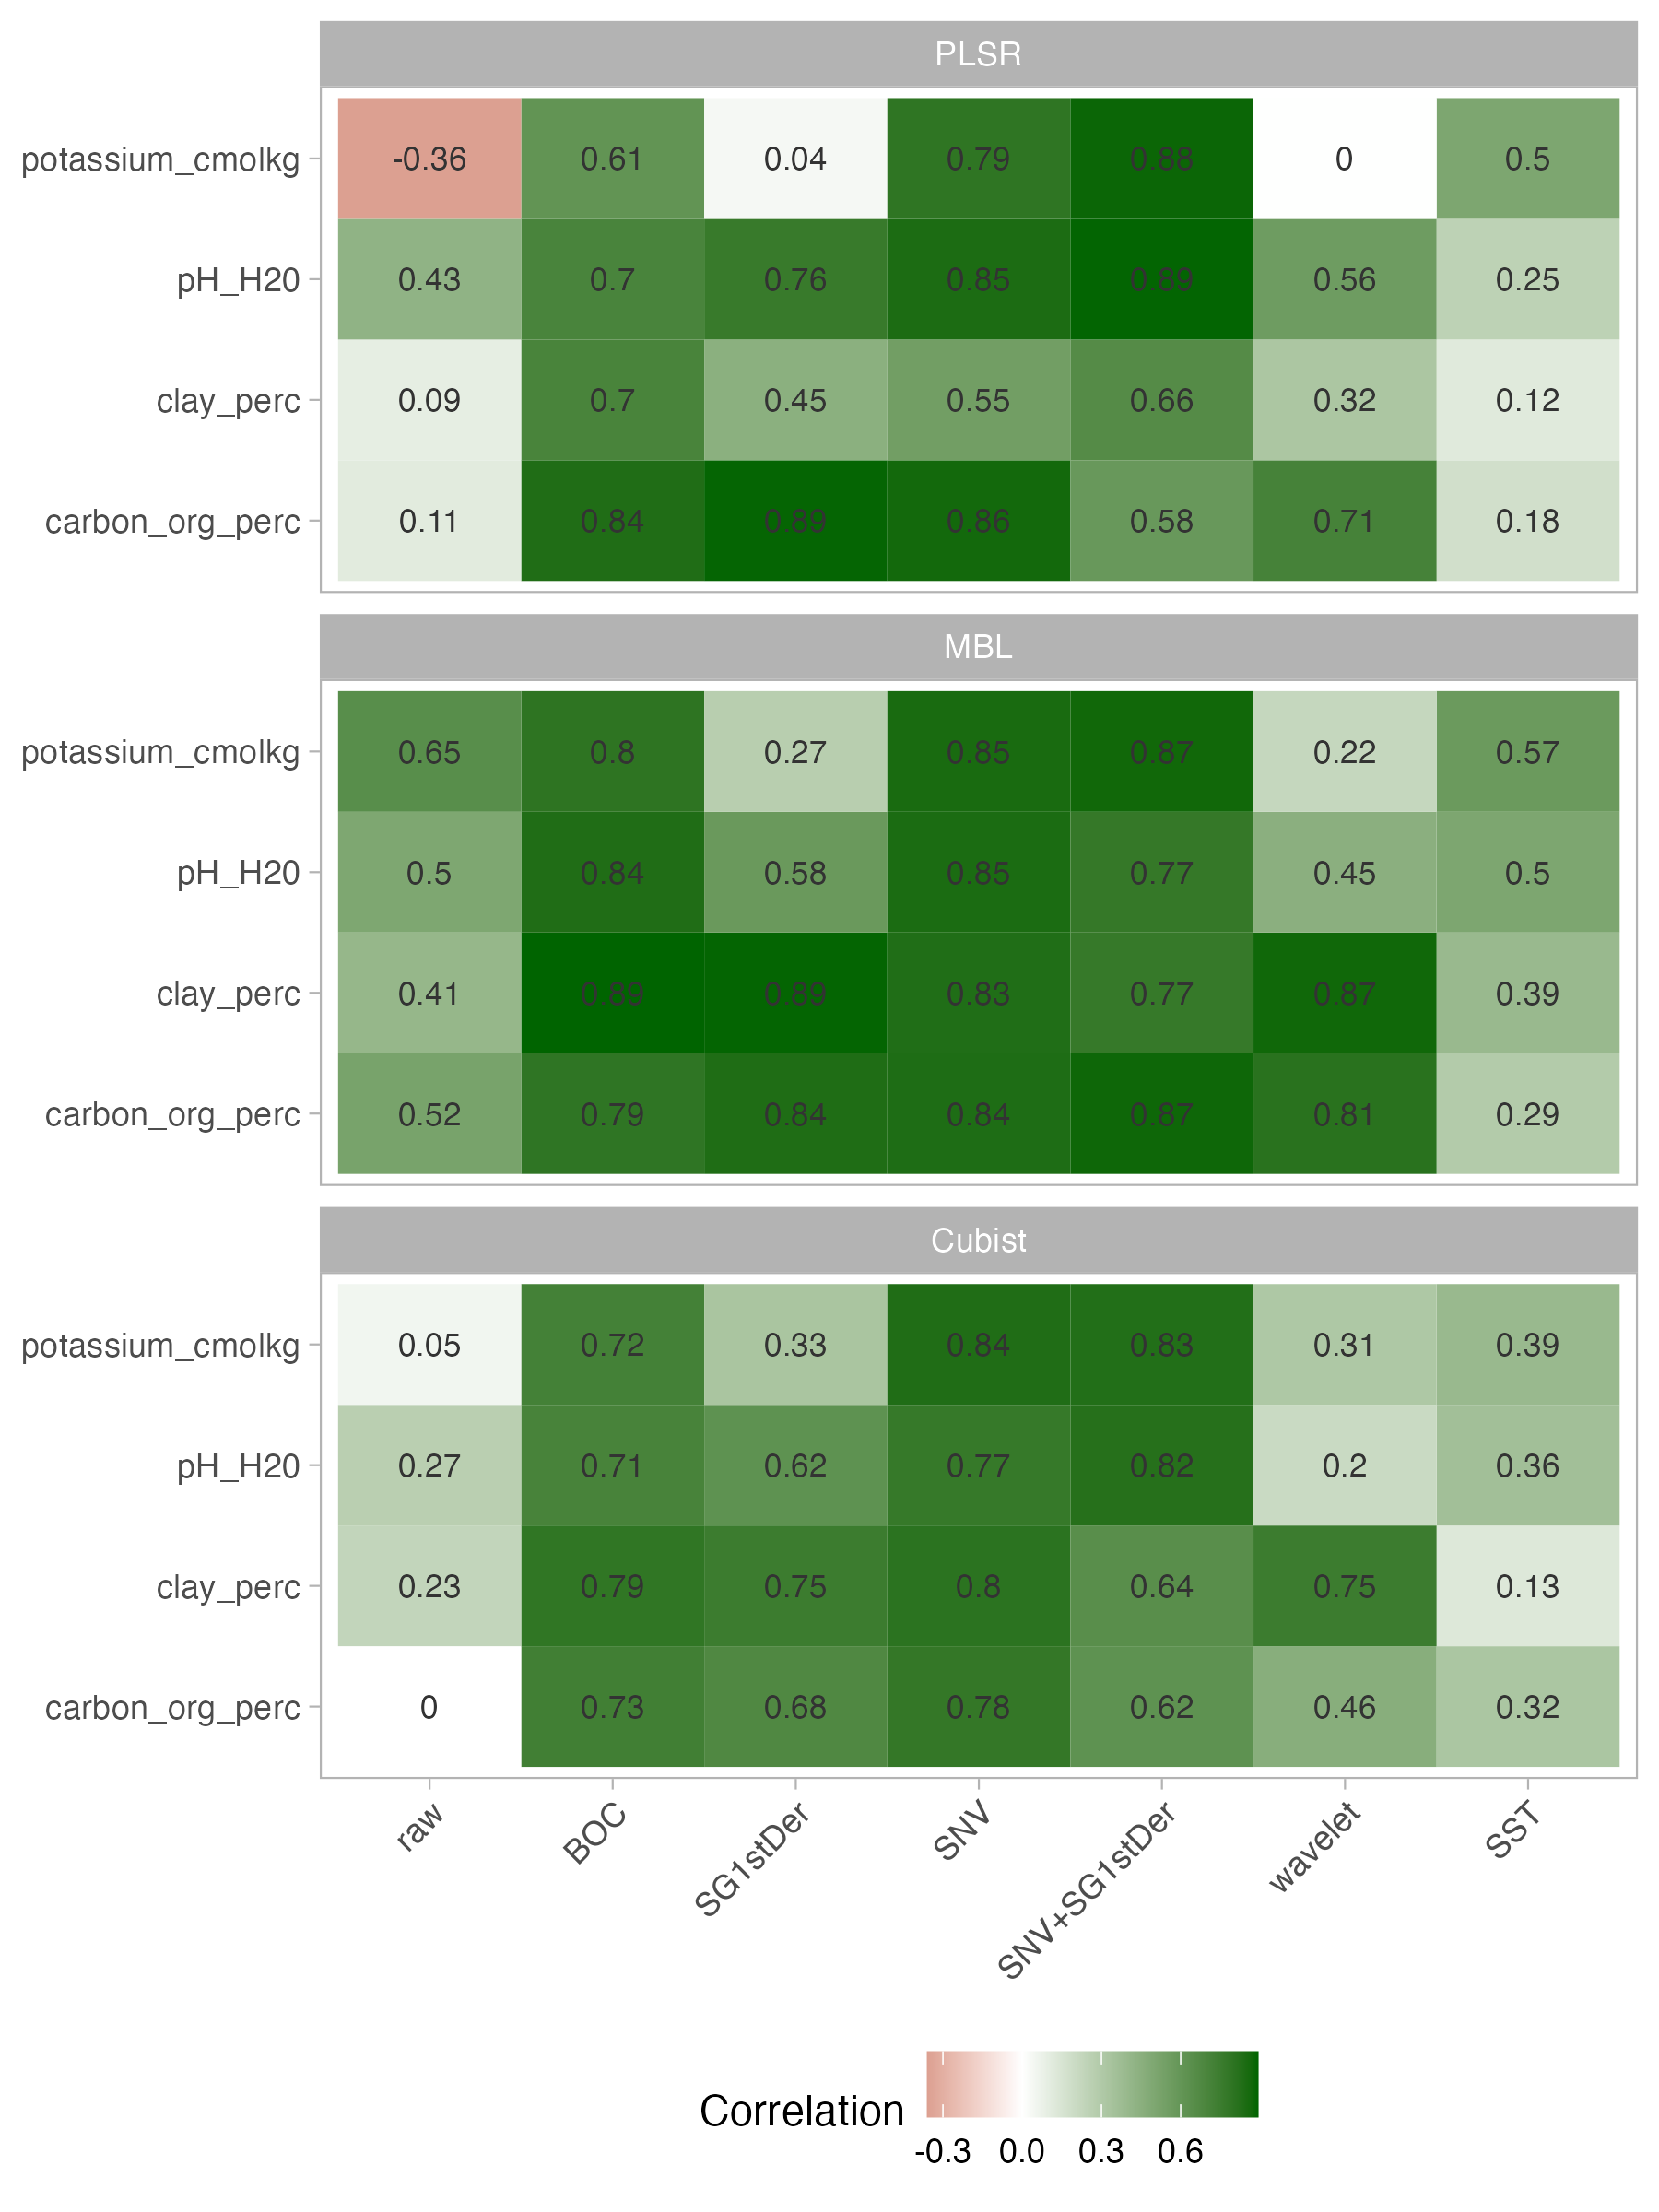 PLSR
potassium_cmolkg -0.36 0.61 0.04 0.79 0.88 0 0.5
pH_H20 0.43 0.7 0.76 0.85 0.89 0.56 0.25
clay_perc 0.09 0.7 0.45 0.55 0.66 0.32 0.12
carbon_org_perc 0.11 0.84 0.89 0.86 0.58 0.71 0.18
MBL
potassium_cmolkg 0.65 0.8 0.27 0.85 0.87 0.22 0.57
pH_H20 0.5 0.84 0.58 0.85 0.77 0.45 0.5
clay_perc 0.41 0.89 0.89 0.83 0.77 0.87 0.39
carbon_org_perc 0.52 0.79 0.84 0.84 0.87 0.81 0.29
Cubist
potassium_cmolkg 0.05 0.72 0.33 0.84 0.83 0.31 0.39
pH_H20 0.27 0.71 0.62 0.77 0.82 0.2 0.36
clay_perc 0.23 0.79 0.75 0.8 0.64 0.75 0.13
carbon_org_perc 0 0.73 0.68 0.78 0.62 0.46 0.32
raw BOC SG1stDer SNV SNV+SG1stDer wavelet SST
Correlation
-0.3 0.0 0.3 0.6